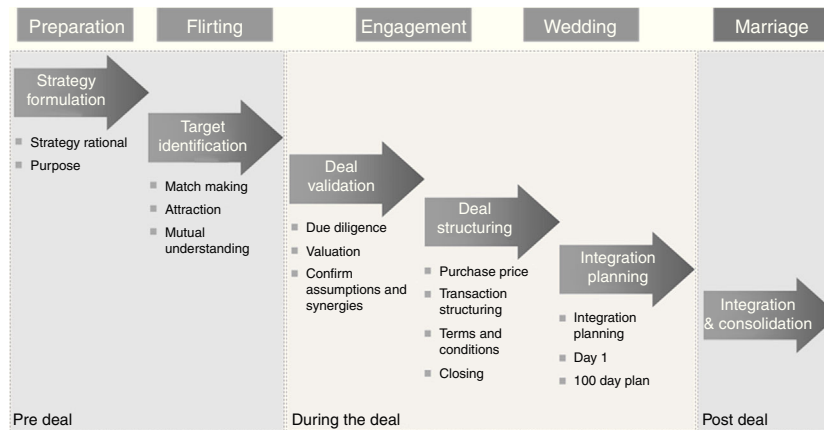 Preparation
Flirting
Engagement
Wedding
Marriage
Strategy
formulation
Strategy rational
Purpose
Target
identification
Match making
Attraction
Mutual
understanding
Deal
validation
Due diligence
Valuation
Confirm
assumptions and
synergies
Deal
structuring
Purchase price
Transaction
structuring
Terms and
conditions
Closing
Integration
planning
Integration
planning
Day 1
100 day plan
Integration
& consolidation
Pre deal
During the deal
Post deal